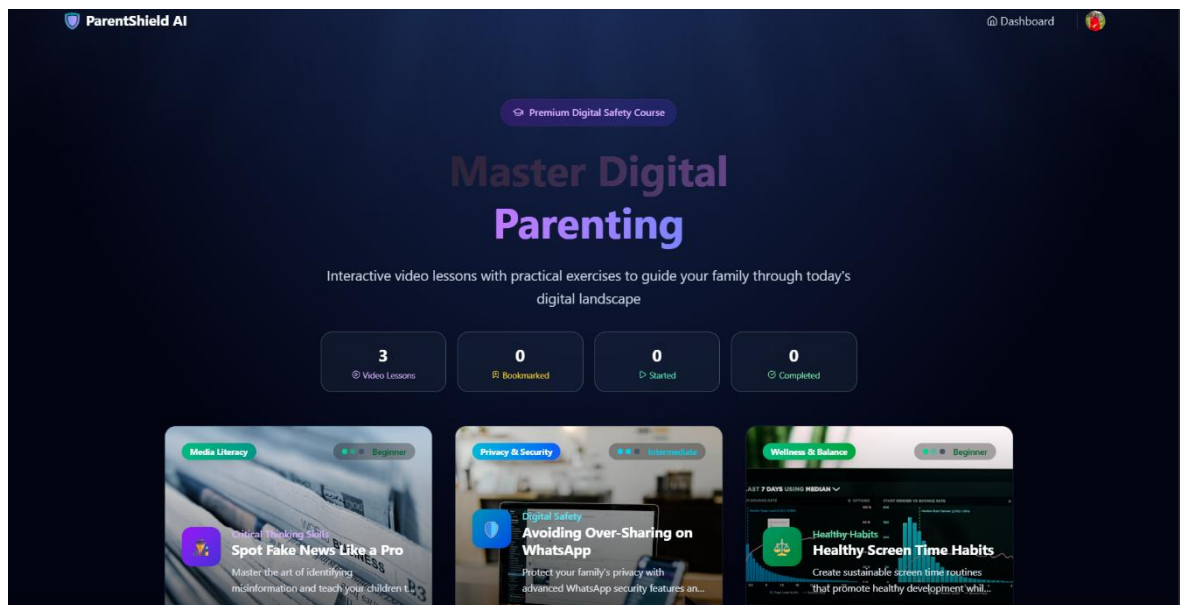 ParentShield AI
Dashboard
Premium Digital Safety Course
Master Digital
Parenting
Interactive video lessons with practical exercises to guide your family through today's
digital landscape
3
Video Lessons
0
Bookmarked
0
Started
0
Completed
Media Literacy
Beginner
Critical Thinking Skills
Spot Fake News Like a Pro
Master the art of identifying
misinformation and teach your children t...
Privacy & Security
Intermediate
Digital Safety
Avoiding Over-Sharing on
WhatsApp
Protect your family's privacy with
advanced WhatsApp security features an...
Wellness & Balance
Beginner
LAST 7 DAYS USING MEDIAN
OPTIONS
Healthy Habits
Healthy Screen Time Habits
Create sustainable screen time routines
that promote healthy development whil...